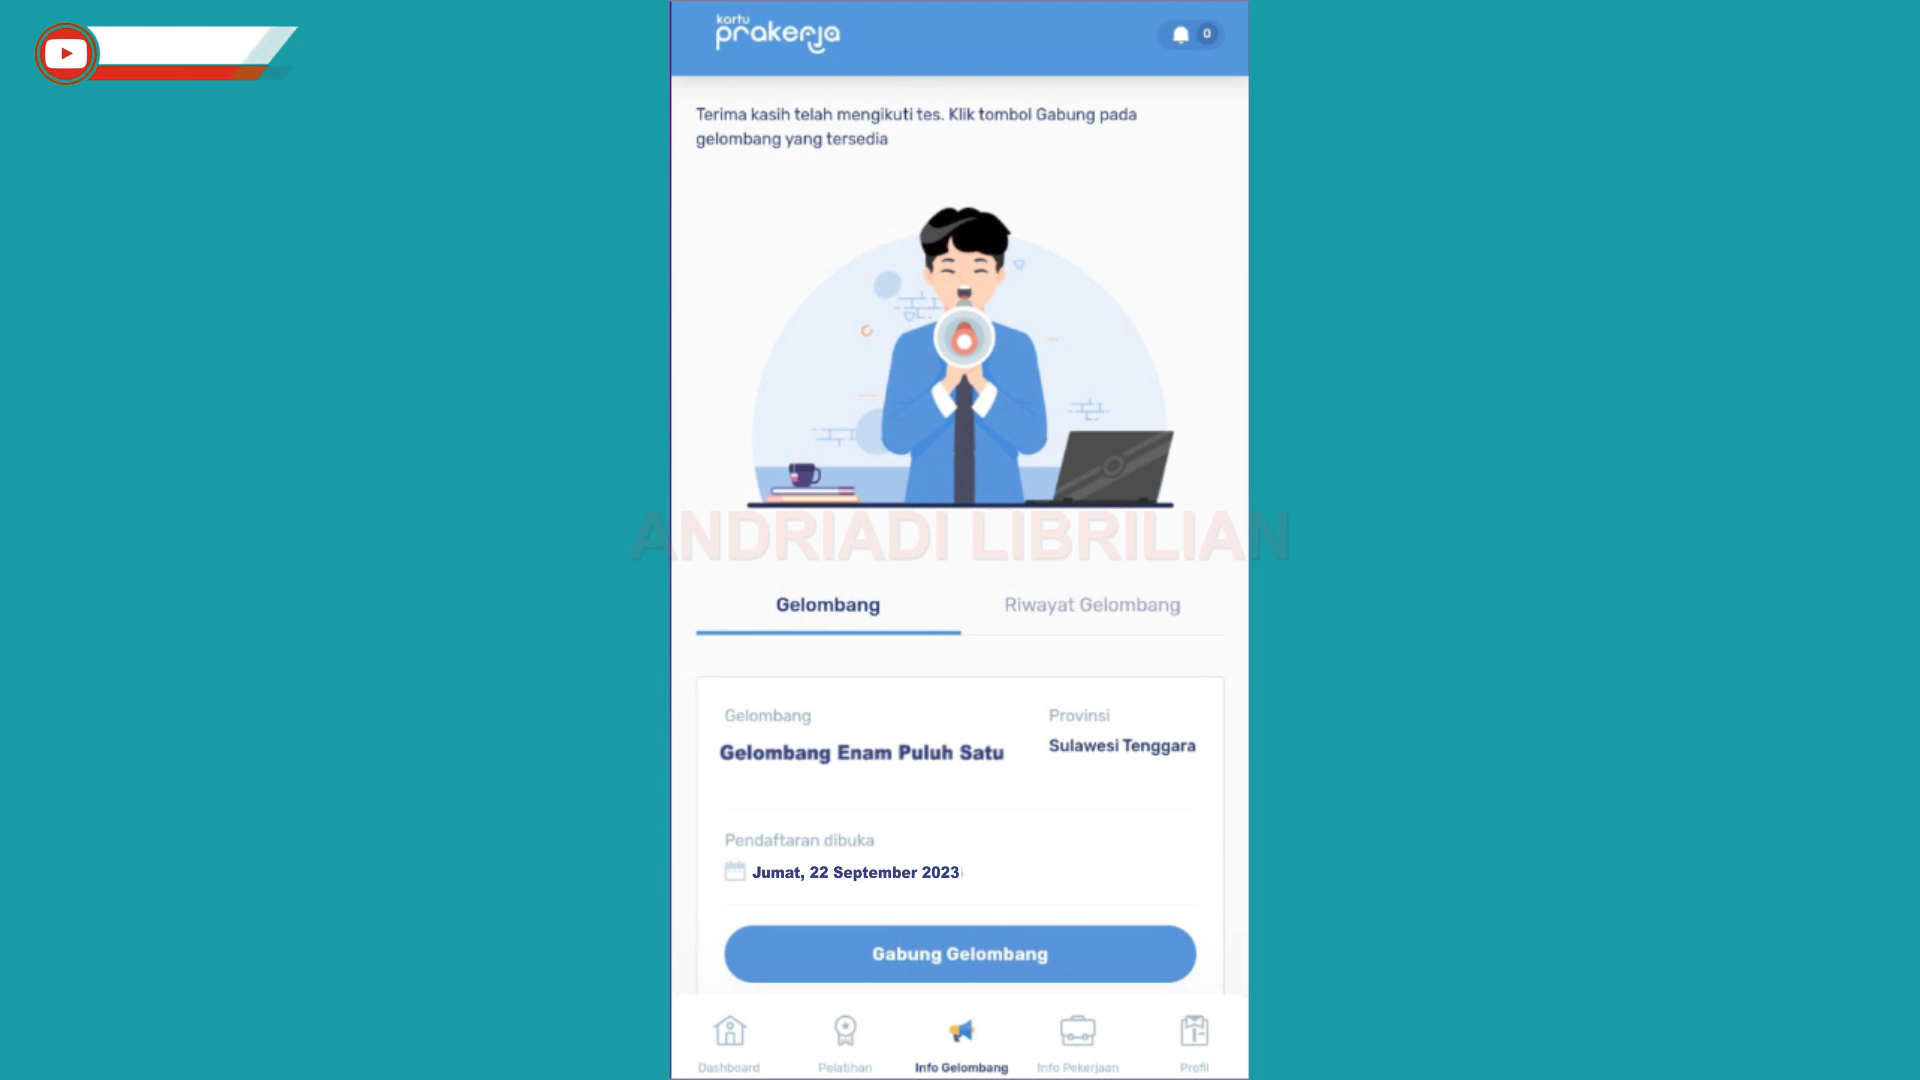 kartu
prakerja
0
Terima kasih telah mengikuti tes. Klik tombol Gabung pada
gelombang yang tersedia
ANDRIADI LIBRILIAN
Gelombang
Riwayat Gelombang
Gelombang
Provinsi
Gelombang Enam Puluh Satu
Sulawesi Tenggara
Pendaftaran dibuka
Jumat, 22 September 2023
Gabung Gelombang
Dashboard
Pelatihan
Info Gelombang
Info Pekerjaan
Profil